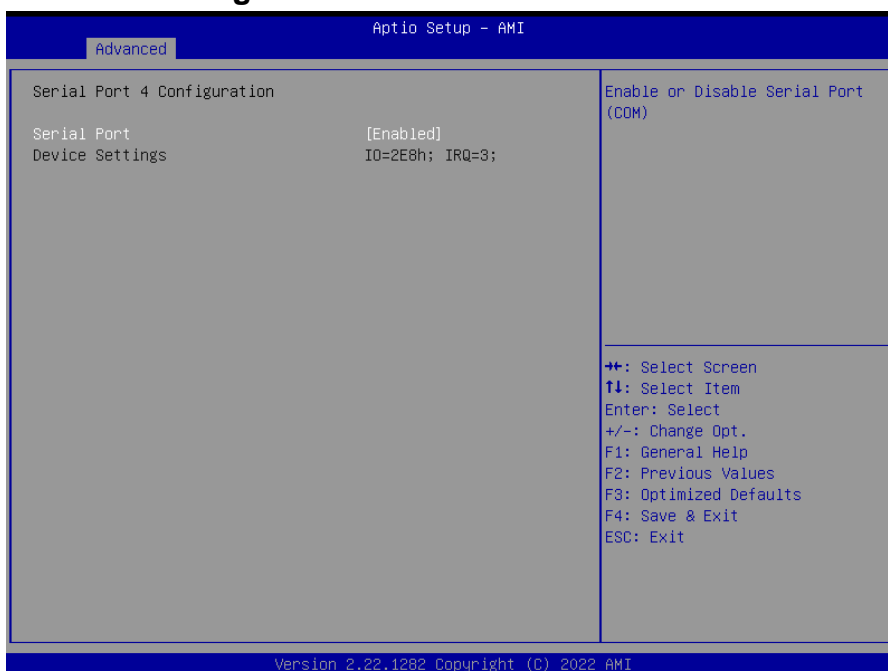 Aptio Setup – AMI
Advanced
Serial Port 4 Configuration
Serial Port [Enabled]
Device Settings IO=2E8h; IRQ=3;
Enable or Disable Serial Port
(COM)
→←: Select Screen
↑↓: Select Item
Enter: Select
+/-: Change Opt.
F1: General Help
F2: Previous Values
F3: Optimized Defaults
F4: Save & Exit
ESC: Exit
Version 2.22.1282 Copyright (C) 2022 AMI